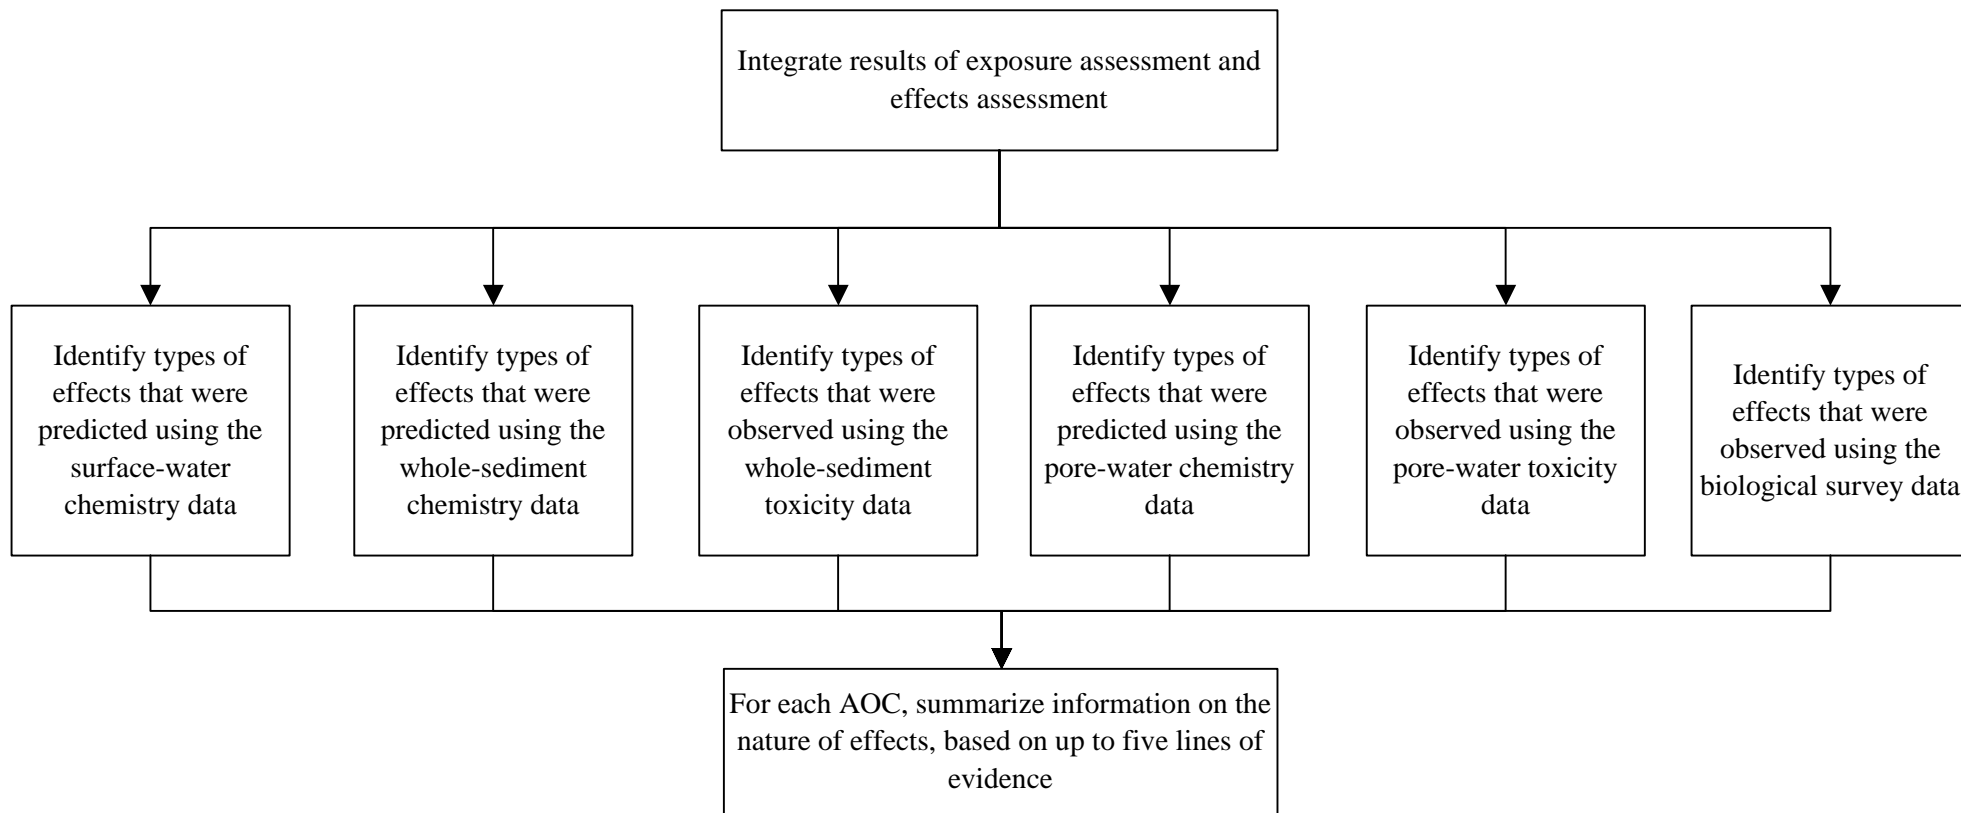 Integrate results of exposure assessment and
effects assessment
Identify types of
effects that were
predicted using the
surface-water
chemistry data
Identify types of
effects that were
predicted using the
whole-sediment
chemistry data
Identify types of
effects that were
observed using the
whole-sediment
toxicity data
Identify types of
effects that were
predicted using the
pore-water chemistry
data
Identify types of
effects that were
observed using the
pore-water toxicity
data
Identify types of
effects that were
observed using the
biological survey data
For each AOC, summarize information on the
nature of effects, based on up to five lines of
evidence